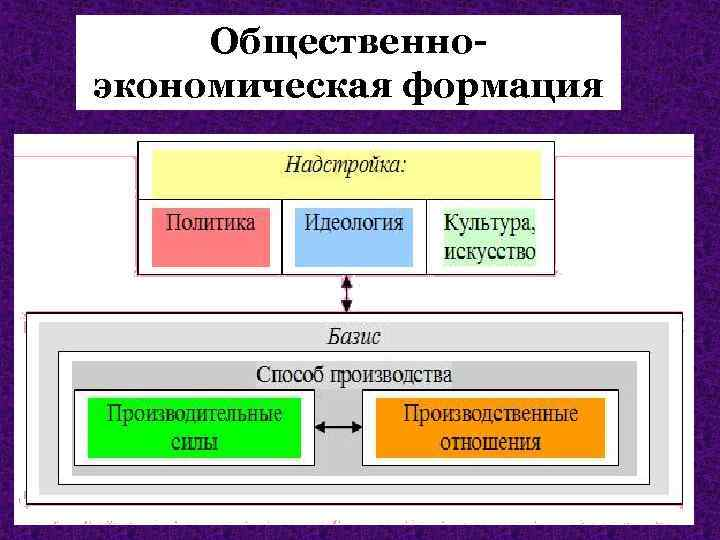 Общественно-
экономическая формация
Надстройка:
Политика
Идеология
Культура,
искусство
Базис
Способ производства
Производительные
силы
Производственные
отношения